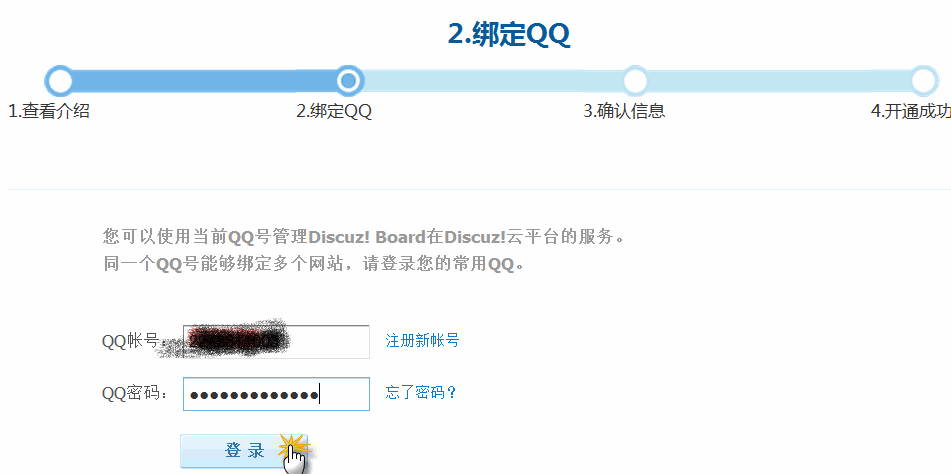 2.绑定QQ
1.查看介绍 2.绑定QQ 3.确认信息 4.开通成功
您可以使用当前QQ号管理Discuz! Board在Discuz!云平台的服务。
同一个QQ号能够绑定多个网站，请登录您的常用QQ。
QQ帐号： 注册新帐号
QQ密码： ●●●●●●●●●●●●● 忘了密码？
登 录